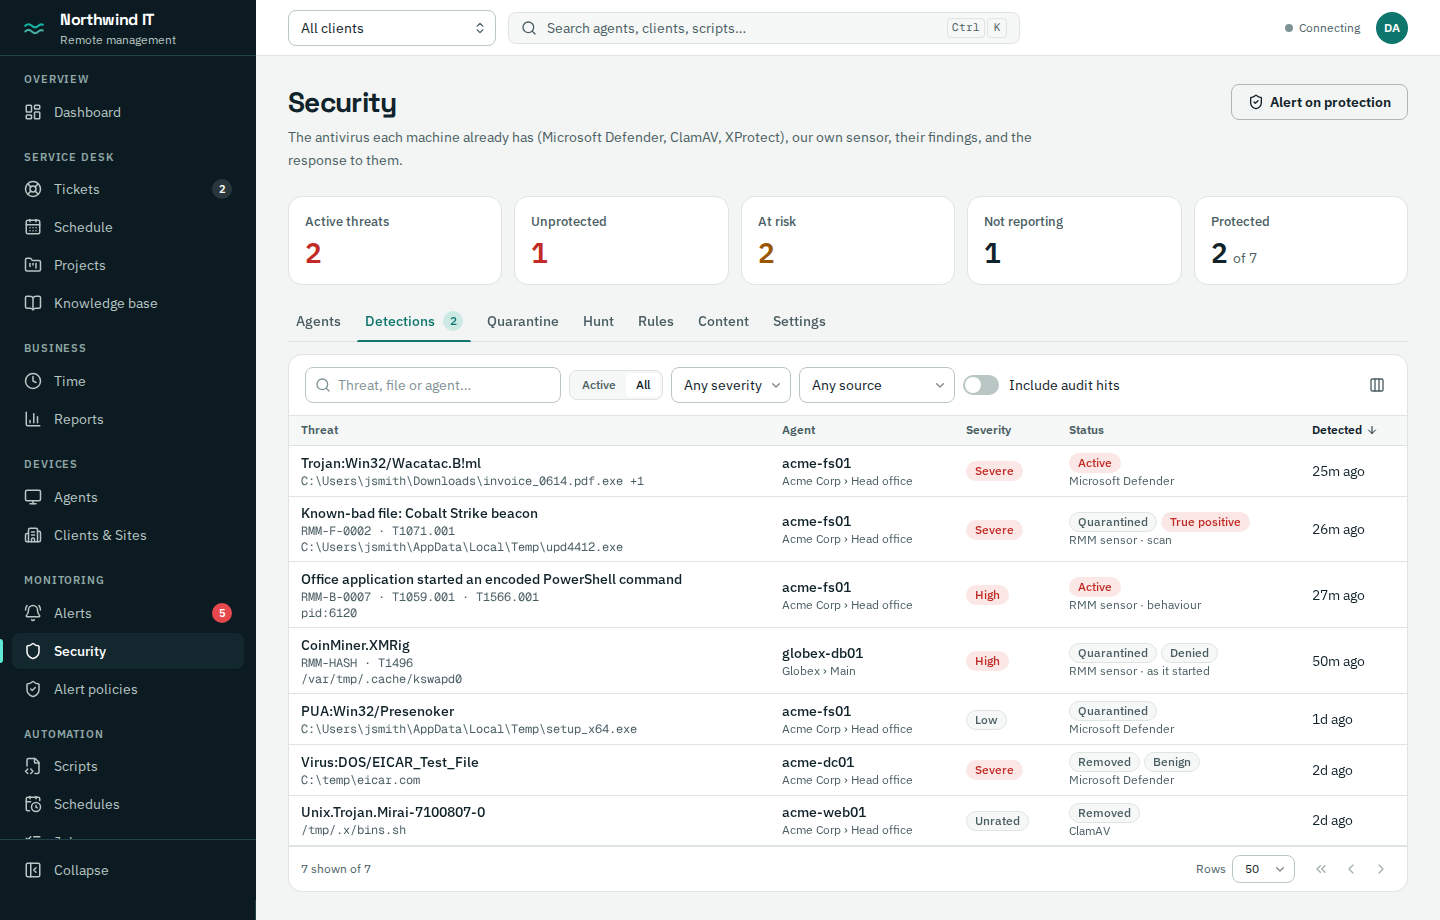 Northwind IT
Remote management
All clients
Search agents, clients, scripts...
Ctrl K
Connecting
DA
OVERVIEW
Dashboard
SERVICE DESK
Tickets 2
Schedule
Projects
Knowledge base
BUSINESS
Time
Reports
DEVICES
Agents
Clients & Sites
MONITORING
Alerts 5
Security
Alert policies
AUTOMATION
Scripts
Schedules
Collapse
Security
Alert on protection
The antivirus each machine already has (Microsoft Defender, ClamAV, XProtect), our own sensor, their findings, and the
response to them.
Active threats
2
Unprotected
1
At risk
2
Not reporting
1
Protected
2 of 7
Agents Detections 2 Quarantine Hunt Rules Content Settings
Threat, file or agent... Active All Any severity Any source Include audit hits
Threat Agent Severity Status Detected
Trojan:Win32/Wacatac.B!ml
C:\Users\jsmith\Downloads\invoice_0614.pdf.exe +1
acme-fs01
Acme Corp › Head office
Severe
Active
Microsoft Defender
25m ago
Known-bad file: Cobalt Strike beacon
RMM-F-0002 · T1071.001
C:\Users\jsmith\AppData\Local\Temp\upd4412.exe
acme-fs01
Acme Corp › Head office
Severe
Quarantined True positive
RMM sensor · scan
26m ago
Office application started an encoded PowerShell command
RMM-B-0007 · T1059.001 · T1566.001
pid:6120
acme-fs01
Acme Corp › Head office
High
Active
RMM sensor · behaviour
27m ago
CoinMiner.XMRig
RMM-HASH · T1496
/var/tmp/.cache/kswapd0
globex-db01
Globex › Main
High
Quarantined Denied
RMM sensor · as it started
50m ago
PUA:Win32/Presenoker
C:\Users\jsmith\AppData\Local\Temp\setup_x64.exe
acme-fs01
Acme Corp › Head office
Low
Quarantined
Microsoft Defender
1d ago
Virus:DOS/EICAR_Test_File
C:\temp\eicar.com
acme-dc01
Acme Corp › Head office
Severe
Removed Benign
Microsoft Defender
2d ago
Unix.Trojan.Mirai-7100807-0
/tmp/.x/bins.sh
acme-web01
Acme Corp › Head office
Unrated
Removed
ClamAV
2d ago
7 shown of 7
Rows 50